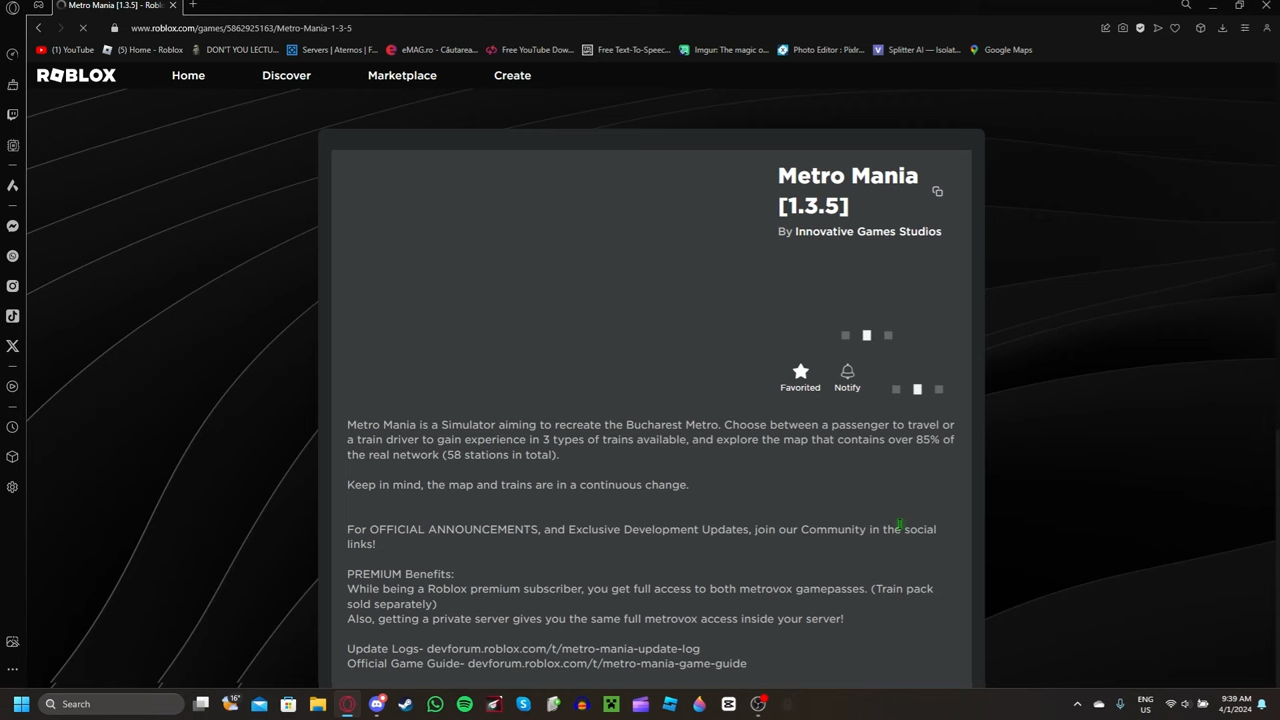 Metro Mania [1.3.5] - Rob
www.roblox.com/games/5862925163/Metro-Mania-1-3-5
(1) YouTube
(5) Home - Roblox
DON'T YOU LECTU...
Servers | Aternos | F...
eMAG.ro - Căutarea...
Free YouTube Dow...
Free Text-To-Speec...
Imgur: The magic o...
Photo Editor : Pixlr...
Splitter AI — Isolat...
Google Maps
ROBLOX
Home
Discover
Marketplace
Create
Metro Mania
[1.3.5]
By Innovative Games Studios
Favorited
Notify
Metro Mania is a Simulator aiming to recreate the Bucharest Metro. Choose between a passenger to travel or
a train driver to gain experience in 3 types of trains available, and explore the map that contains over 85% of
the real network (58 stations in total).
Keep in mind, the map and trains are in a continuous change.
For OFFICIAL ANNOUNCEMENTS, and Exclusive Development Updates, join our Community in the social
links!
PREMIUM Benefits:
While being a Roblox premium subscriber, you get full access to both metrovox gamepasses. (Train pack
sold separately)
Also, getting a private server gives you the same full metrovox access inside your server!
Update Logs- devforum.roblox.com/t/metro-mania-update-log
Official Game Guide- devforum.roblox.com/t/metro-mania-game-guide
Search
16°
ENG
US
9:39 AM
4/1/2024